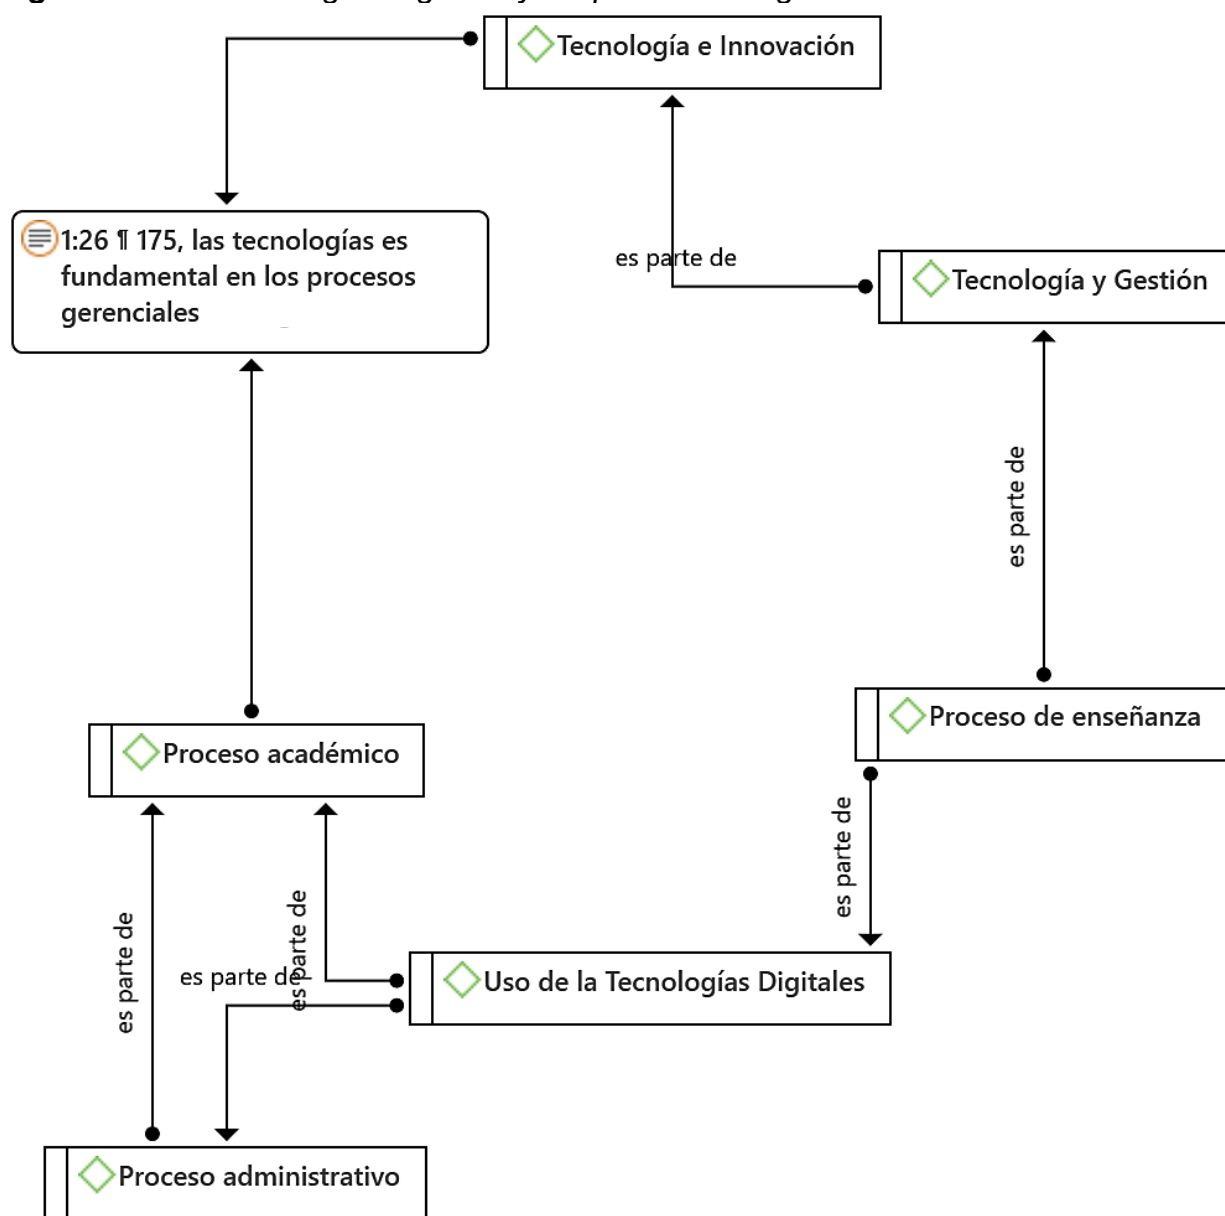 Tecnología e Innovación
1:26 ¶ 175, las tecnologías es
fundamental en los procesos
gerenciales
es parte de
Tecnología y Gestión
es parte de
Proceso de enseñanza
Proceso académico
es parte de
es parte de
es parte de
es parte de
Uso de la Tecnologías Digitales
Proceso administrativo